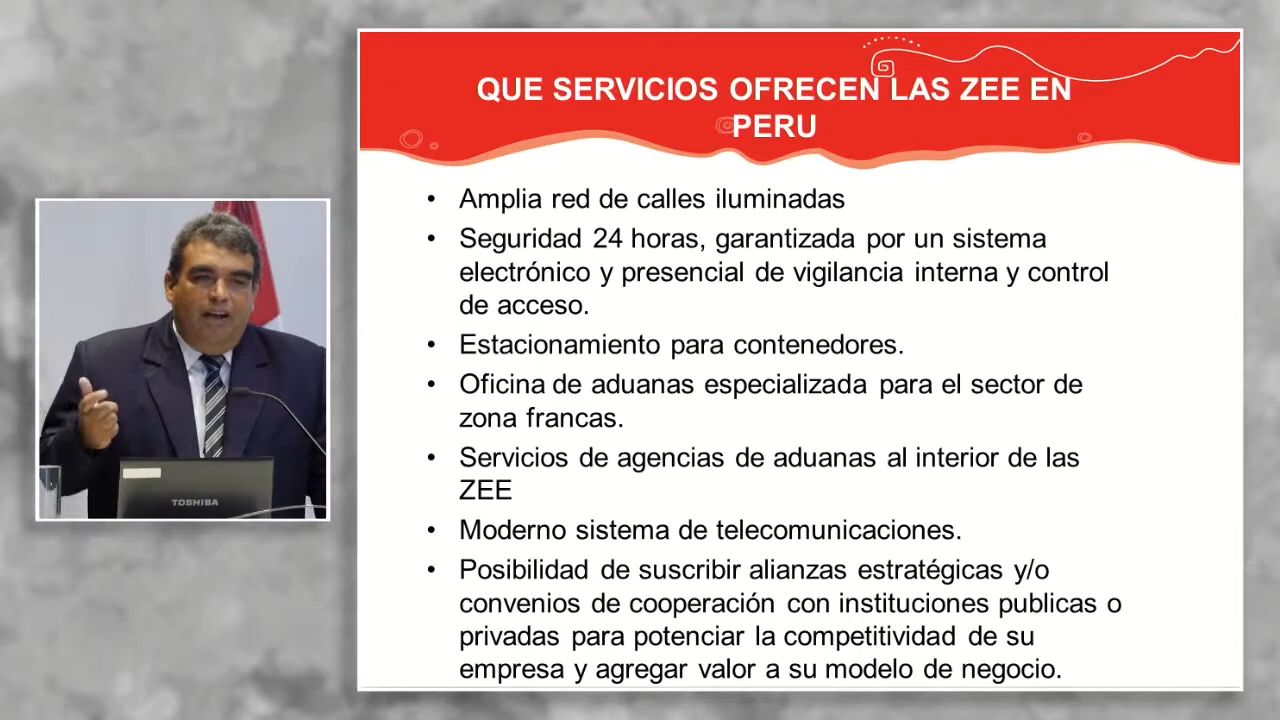 QUE SERVICIOS OFRECEN LAS ZEE EN
PERU
• Amplia red de calles iluminadas
• Seguridad 24 horas, garantizada por un sistema
electrónico y presencial de vigilancia interna y control
de acceso.
• Estacionamiento para contenedores.
• Oficina de aduanas especializada para el sector de
zona francas.
• Servicios de agencias de aduanas al interior de las
ZEE
• Moderno sistema de telecomunicaciones.
• Posibilidad de suscribir alianzas estratégicas y/o
convenios de cooperación con instituciones publicas o
privadas para potenciar la competitividad de su
empresa y agregar valor a su modelo de negocio.
TOSHIBA